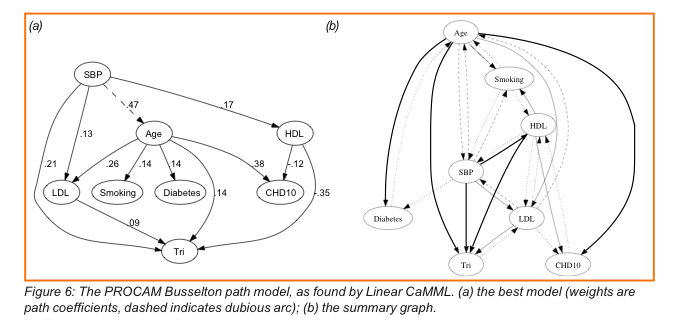 (a)
(b)
SBP
.47
.17
.13
.21
Age
HDL
.26
.14
.14
.38
-.12
LDL
Smoking
Diabetes
CHD10
.14
-.35
.09
Tri
Age
Smoking
HDL
SBP
Diabetes
LDL
Tri
CHD10
Figure 6: The PROCAM Busselton path model, as found by Linear CaMML. (a) the best model (weights are
path coefficients, dashed indicates dubious arc); (b) the summary graph.